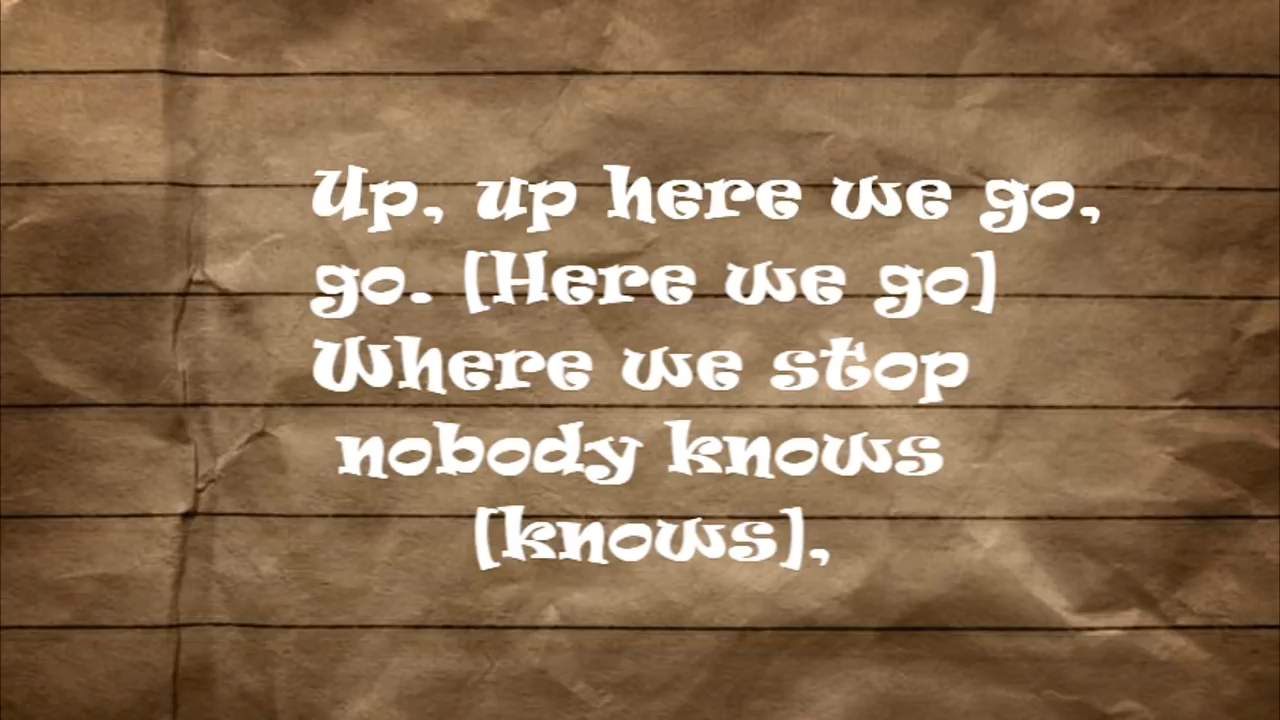 Up, up here we go,
go. [Here we go]
Where we stop
nobody knows
[knows],